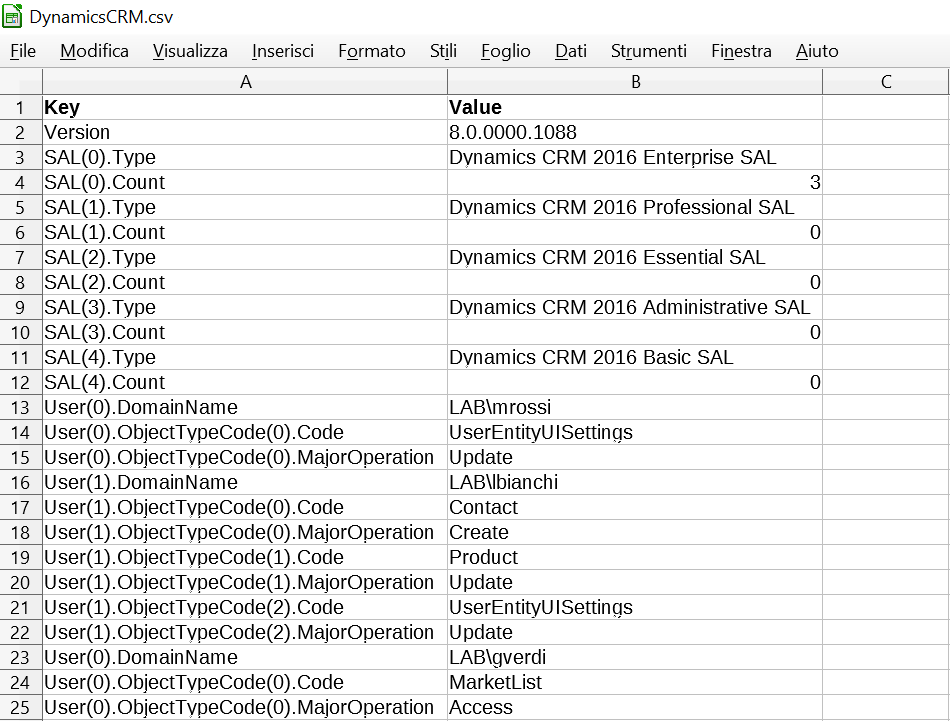 DynamicsCRM.csv
File Modifica Visualizza Inserisci Formato Stili Foglio Dati Strumenti Finestra Aiuto
A B C
1 Key Value
2 Version 8.0.0000.1088
3 SAL(0).Type Dynamics CRM 2016 Enterprise SAL
4 SAL(0).Count 3
5 SAL(1).Type Dynamics CRM 2016 Professional SAL
6 SAL(1).Count 0
7 SAL(2).Type Dynamics CRM 2016 Essential SAL
8 SAL(2).Count 0
9 SAL(3).Type Dynamics CRM 2016 Administrative SAL
10 SAL(3).Count 0
11 SAL(4).Type Dynamics CRM 2016 Basic SAL
12 SAL(4).Count 0
13 User(0).DomainName LAB\mrossi
14 User(0).ObjectTypeCode(0).Code UserEntityUISettings
15 User(0).ObjectTypeCode(0).MajorOperation Update
16 User(1).DomainName LAB\lbianchi
17 User(1).ObjectTypeCode(0).Code Contact
18 User(1).ObjectTypeCode(0).MajorOperation Create
19 User(1).ObjectTypeCode(1).Code Product
20 User(1).ObjectTypeCode(1).MajorOperation Update
21 User(1).ObjectTypeCode(2).Code UserEntityUISettings
22 User(1).ObjectTypeCode(2).MajorOperation Update
23 User(0).DomainName LAB\gverdi
24 User(0).ObjectTypeCode(0).Code MarketList
25 User(0).ObjectTypeCode(0).MajorOperation Access